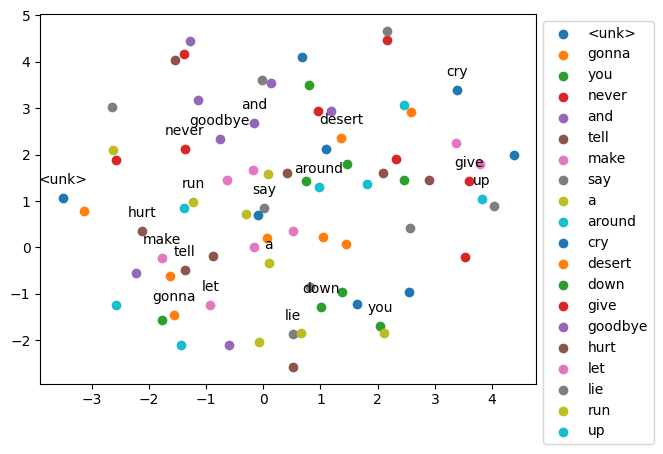 5
4
3
2
1
0
−1
−2
−3
−2
−1
0
1
2
3
4
cry
and
goodbye
desert
never
give
around
<unk>
run
up
say
hurt
make
tell
a
let
down
gonna
you
lie
<unk>
gonna
you
never
and
tell
make
say
a
around
cry
desert
down
give
goodbye
hurt
let
lie
run
up